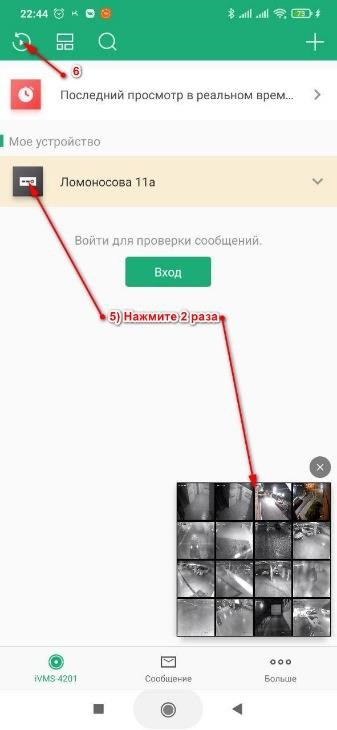 22:44
73
6)
Последний просмотр в реальном врем...
Мое устройство
Ломоносова 11а
Войти для проверки сообщений.
Вход
5) Нажмите 2 раза
iVMS-4201
Сообщение
Больше